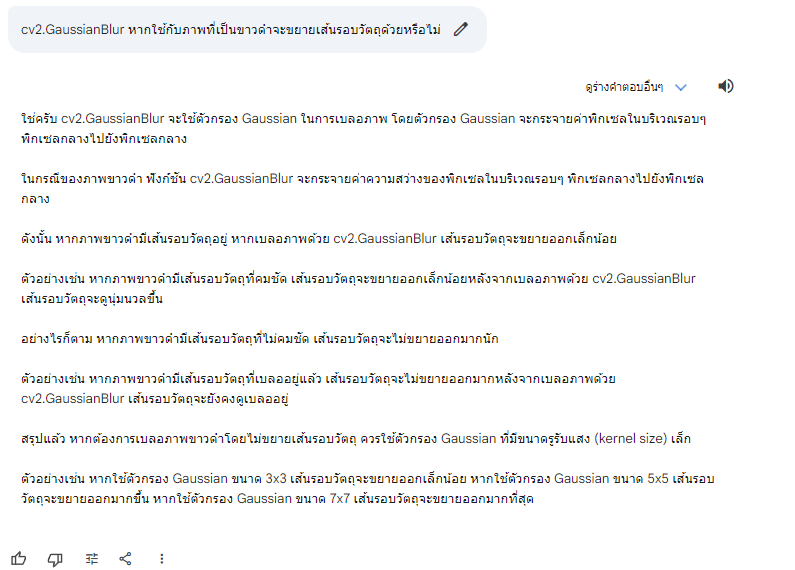 cv2.GaussianBlur หากใช้กับภาพที่เป็นขาวดำจะขยายเส้นรอบวัตถุด้วยหรือไม่
ดูร่างคำตอบอื่นๆ
ใช่ครับ cv2.GaussianBlur จะใช้ตัวกรอง Gaussian ในการเบลอภาพ โดยตัวกรอง Gaussian จะกระจายค่าพิกเซลในบริเวณรอบๆ
พิกเซลกลางไปยังพิกเซลกลาง
ในกรณีของภาพขาวดำ ฟังก์ชัน cv2.GaussianBlur จะกระจายค่าความสว่างของพิกเซลในบริเวณรอบๆ พิกเซลกลางไปยังพิกเซล
กลาง
ดังนั้น หากภาพขาวดำมีเส้นรอบวัตถุอยู่ หากเบลอภาพด้วย cv2.GaussianBlur เส้นรอบวัตถุจะขยายออกเล็กน้อย
ตัวอย่างเช่น หากภาพขาวดำมีเส้นรอบวัตถุที่คมชัด เส้นรอบวัตถุจะขยายออกเล็กน้อยหลังจากเบลอภาพด้วย cv2.GaussianBlur
เส้นรอบวัตถุจะดูนุ่มนวลขึ้น
อย่างไรก็ตาม หากภาพขาวดำมีเส้นรอบวัตถุที่ไม่คมชัด เส้นรอบวัตถุจะไม่ขยายออกมากนัก
ตัวอย่างเช่น หากภาพขาวดำมีเส้นรอบวัตถุที่เบลออยู่แล้ว เส้นรอบวัตถุจะไม่ขยายออกมากหลังจากเบลอภาพด้วย
cv2.GaussianBlur เส้นรอบวัตถุจะยังคงดูเบลออยู่
สรุปแล้ว หากต้องการเบลอภาพขาวดำโดยไม่ขยายเส้นรอบวัตถุ ควรใช้ตัวกรอง Gaussian ที่มีขนาดรูรับแสง (kernel size) เล็ก
ตัวอย่างเช่น หากใช้ตัวกรอง Gaussian ขนาด 3x3 เส้นรอบวัตถุจะขยายออกเล็กน้อย หากใช้ตัวกรอง Gaussian ขนาด 5x5 เส้นรอบ
วัตถุจะขยายออกมากขึ้น หากใช้ตัวกรอง Gaussian ขนาด 7x7 เส้นรอบวัตถุจะขยายออกมากที่สุด